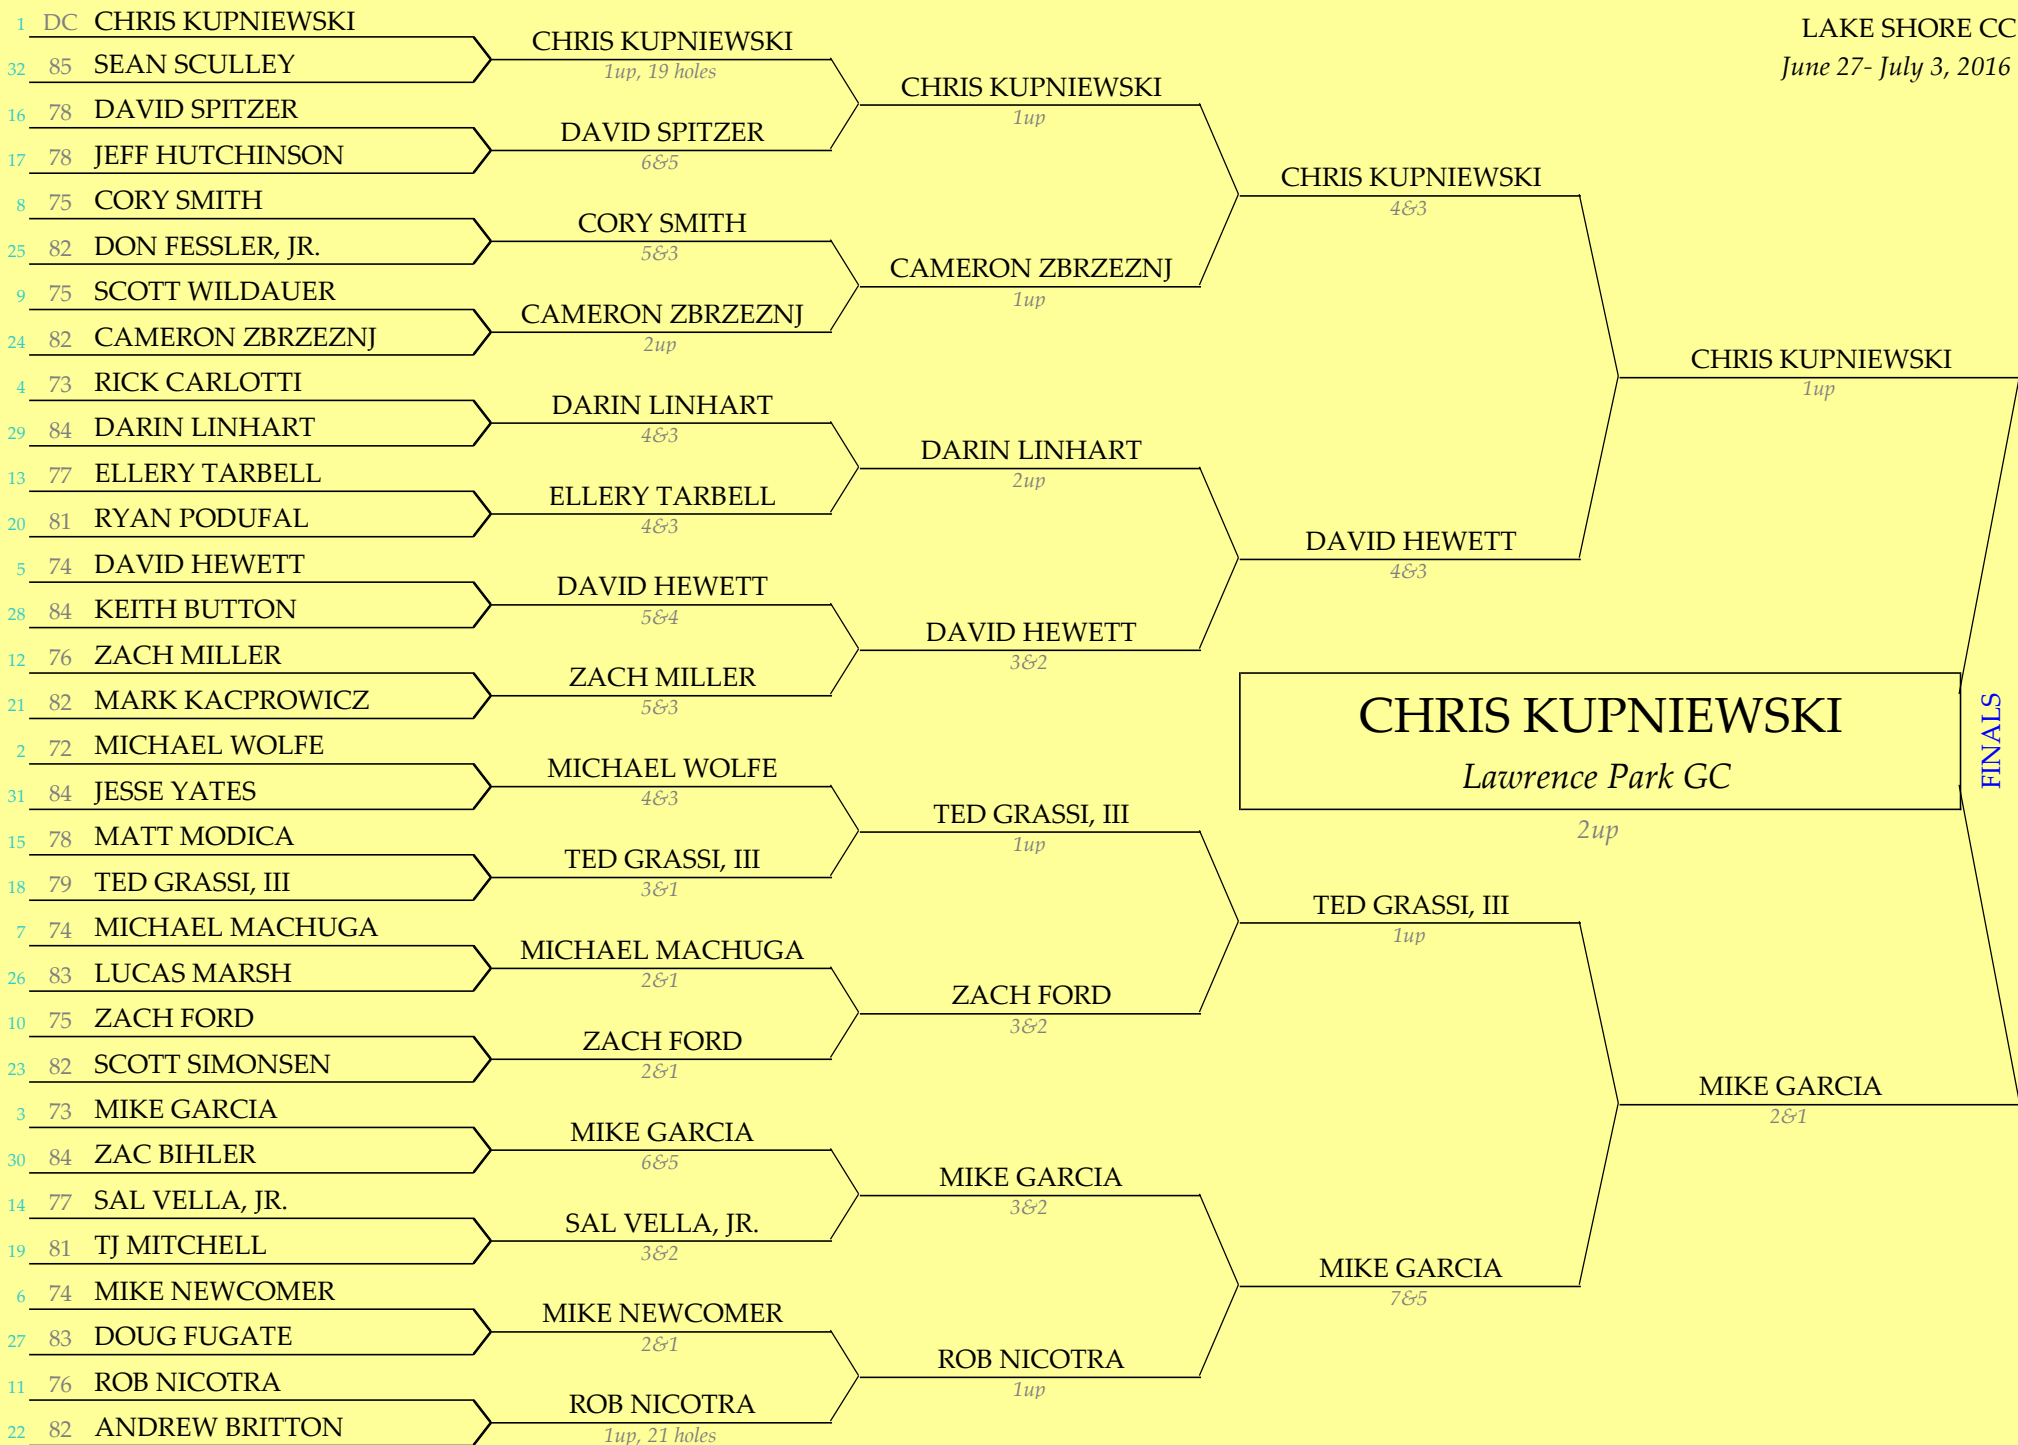 LAKE SHORE CC
June 27- July 3, 2016
1 DC CHRIS KUPNIEWSKI
32 85 SEAN SCULLEY
16 78 DAVID SPITZER
17 78 JEFF HUTCHINSON
8 75 CORY SMITH
25 82 DON FESSLER, JR.
9 75 SCOTT WILDAUER
24 82 CAMERON ZBRZEZNJ
4 73 RICK CARLOTTI
29 84 DARIN LINHART
13 77 ELLERY TARBELL
20 81 RYAN PODUFAL
5 74 DAVID HEWETT
28 84 KEITH BUTTON
12 76 ZACH MILLER
21 82 MARK KACPROWICZ
2 72 MICHAEL WOLFE
31 84 JESSE YATES
15 78 MATT MODICA
18 79 TED GRASSI, III
7 74 MICHAEL MACHUGA
26 83 LUCAS MARSH
10 75 ZACH FORD
23 82 SCOTT SIMONSEN
3 73 MIKE GARCIA
30 84 ZAC BIHLER
14 77 SAL VELLA, JR.
19 81 TJ MITCHELL
6 74 MIKE NEWCOMER
27 83 DOUG FUGATE
11 76 ROB NICOTRA
22 82 ANDREW BRITTON
CHRIS KUPNIEWSKI
1up, 19 holes
DAVID SPITZER
6&5
CORY SMITH
5&3
CAMERON ZBRZEZNJ
2up
DARIN LINHART
4&3
ELLERY TARBELL
4&3
DAVID HEWETT
5&4
ZACH MILLER
5&3
MICHAEL WOLFE
4&3
TED GRASSI, III
3&1
MICHAEL MACHUGA
2&1
ZACH FORD
2&1
MIKE GARCIA
6&5
SAL VELLA, JR.
3&2
MIKE NEWCOMER
2&1
ROB NICOTRA
1up, 21 holes
CHRIS KUPNIEWSKI
1up
CAMERON ZBRZEZNJ
1up
DARIN LINHART
2up
DAVID HEWETT
3&2
TED GRASSI, III
1up
ZACH FORD
3&2
MIKE GARCIA
3&2
ROB NICOTRA
1up
CHRIS KUPNIEWSKI
4&3
DAVID HEWETT
4&3
TED GRASSI, III
1up
MIKE GARCIA
7&5
CHRIS KUPNIEWSKI
1up
MIKE GARCIA
2&1
CHRIS KUPNIEWSKI
Lawrence Park GC
2up
FINALS